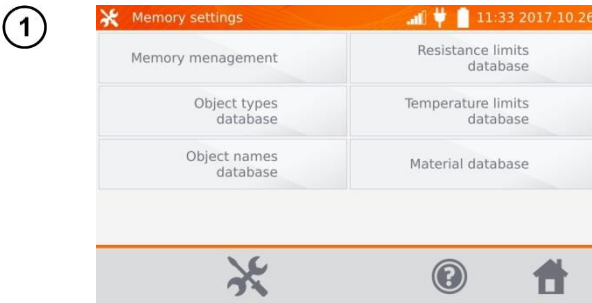 1
Memory settings 11:33 2017.10.26
Memory menagement
Resistance limits
database
Object types
database
Temperature limits
database
Object names
database
Material database
?